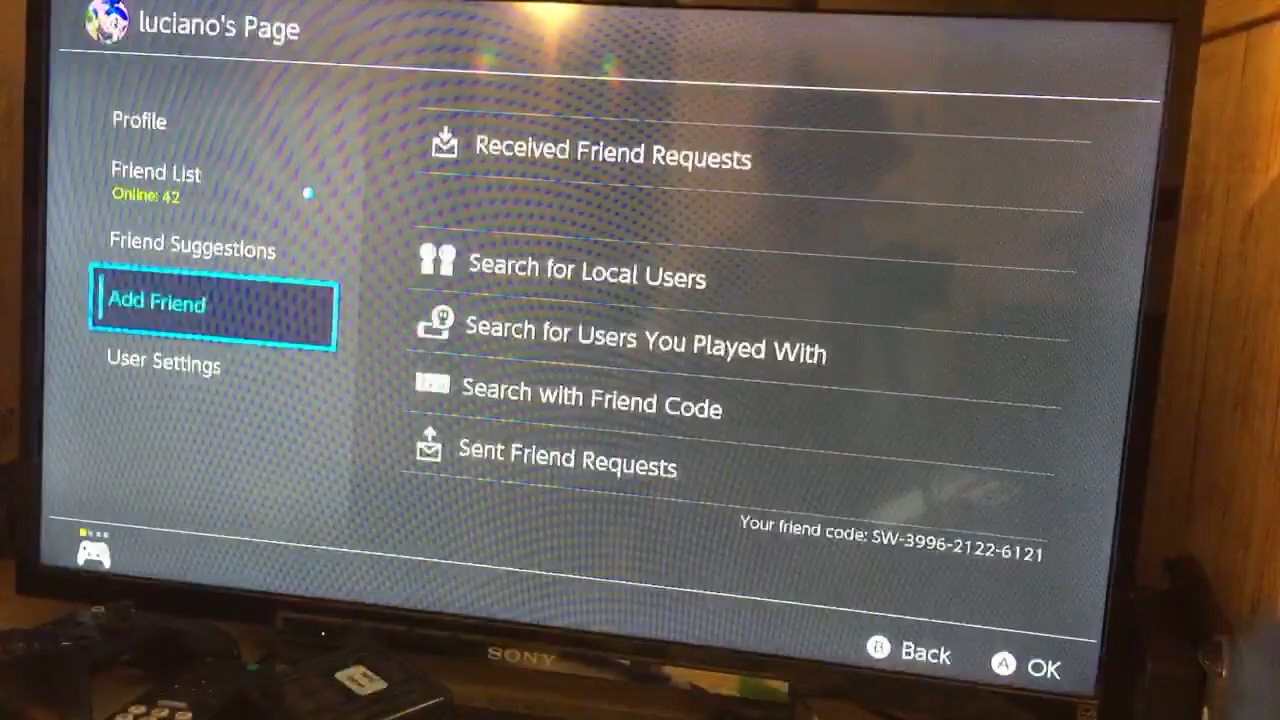 luciano's Page
Profile
Friend List
Online: 42
Friend Suggestions
Add Friend
User Settings
Received Friend Requests
Search for Local Users
Search for Users You Played With
Search with Friend Code
Sent Friend Requests
Your friend code: SW-3996-2122-6121
B Back
A OK
SONY